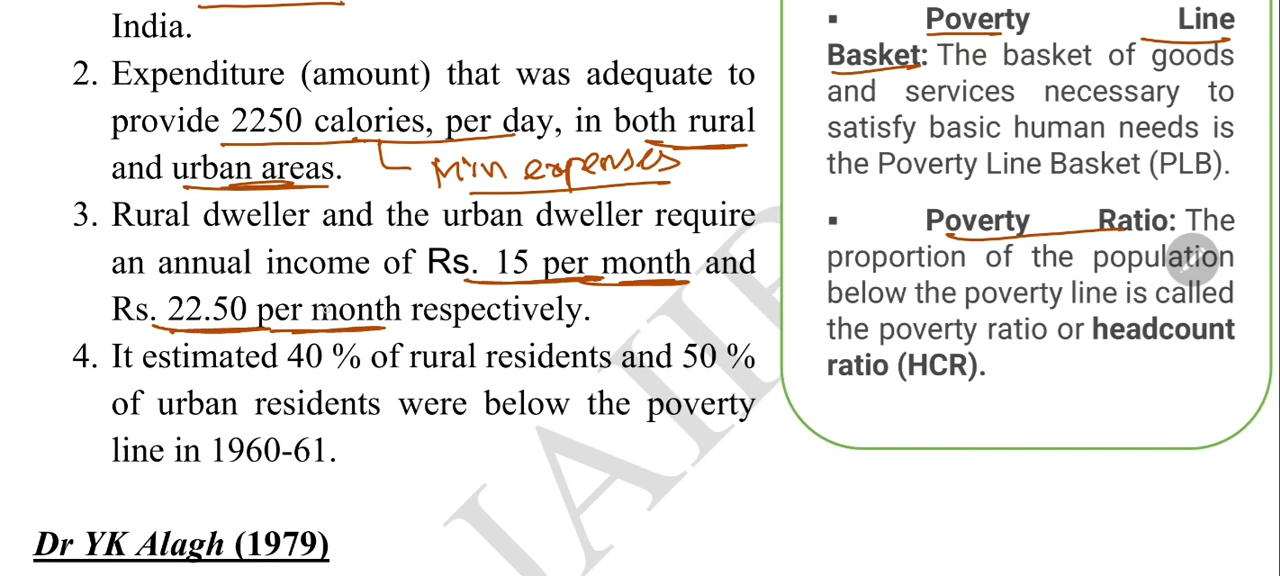 India.
2. Expenditure (amount) that was adequate to
provide 2250 calories, per day, in both rural
and urban areas.
Min expenses
3. Rural dweller and the urban dweller require
an annual income of Rs. 15 per month and
Rs. 22.50 per month respectively.
4. It estimated 40 % of rural residents and 50 %
of urban residents were below the poverty
line in 1960-61.
Dr YK Alagh (1979)
▪ Poverty Line
Basket: The basket of goods
and services necessary to
satisfy basic human needs is
the Poverty Line Basket (PLB).
▪ Poverty Ratio: The
proportion of the population
below the poverty line is called
the poverty ratio or headcount
ratio (HCR).